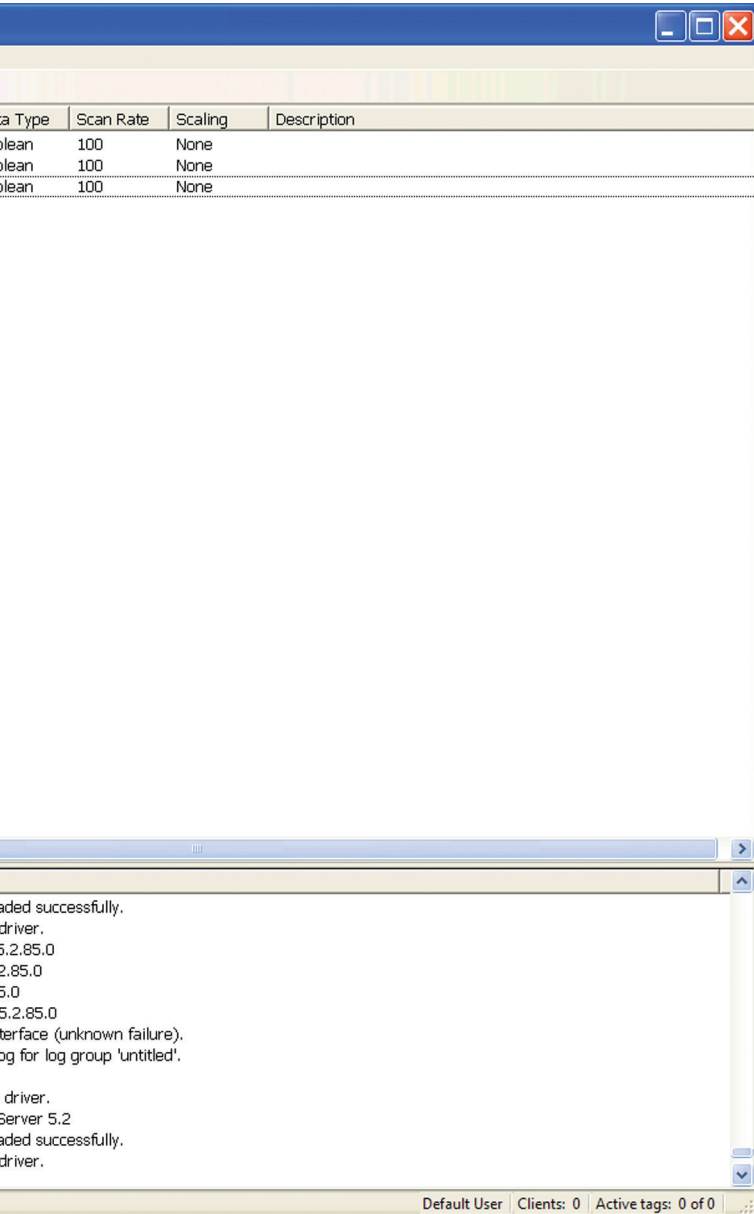 ta Type Scan Rate Scaling Description
olean 100 None
olean 100 None
olean 100 None
aded successfully.
driver.
5.2.85.0
2.85.0
5.0
5.2.85.0
terface (unknown failure).
og for log group 'untitled'.
driver.
Server 5.2
aded successfully.
driver.
Default User Clients: 0 Active tags: 0 of 0